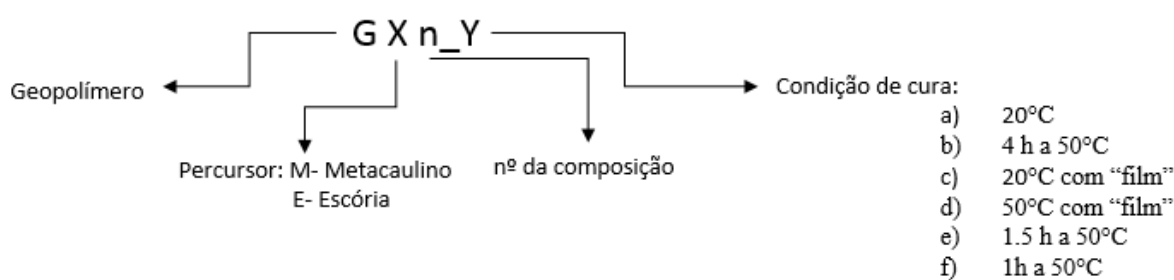 G X n_Y
Geopolímero
Condição de cura:
a) 20°C
b) 4 h a 50°C
c) 20°C com “film”
d) 50°C com “film”
e) 1.5 h a 50°C
f) 1h a 50°C
Percursor: M- Metacaulino
E- Escória
nº da composição